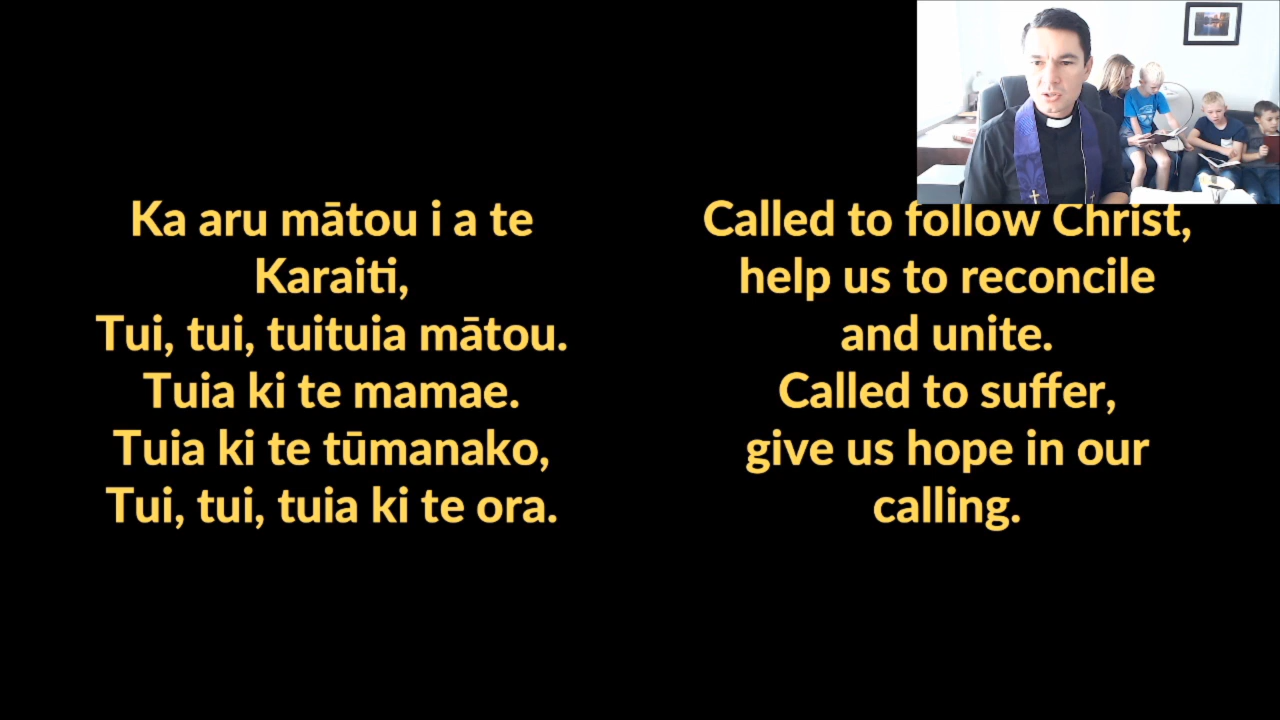 Ka aru mātou i a te
Karaiti,
Tui, tui, tuituia mātou.
Tuia ki te mamae.
Tuia ki te tūmanako,
Tui, tui, tuia ki te ora.
Called to follow Christ,
help us to reconcile
and unite.
Called to suffer,
give us hope in our
calling.